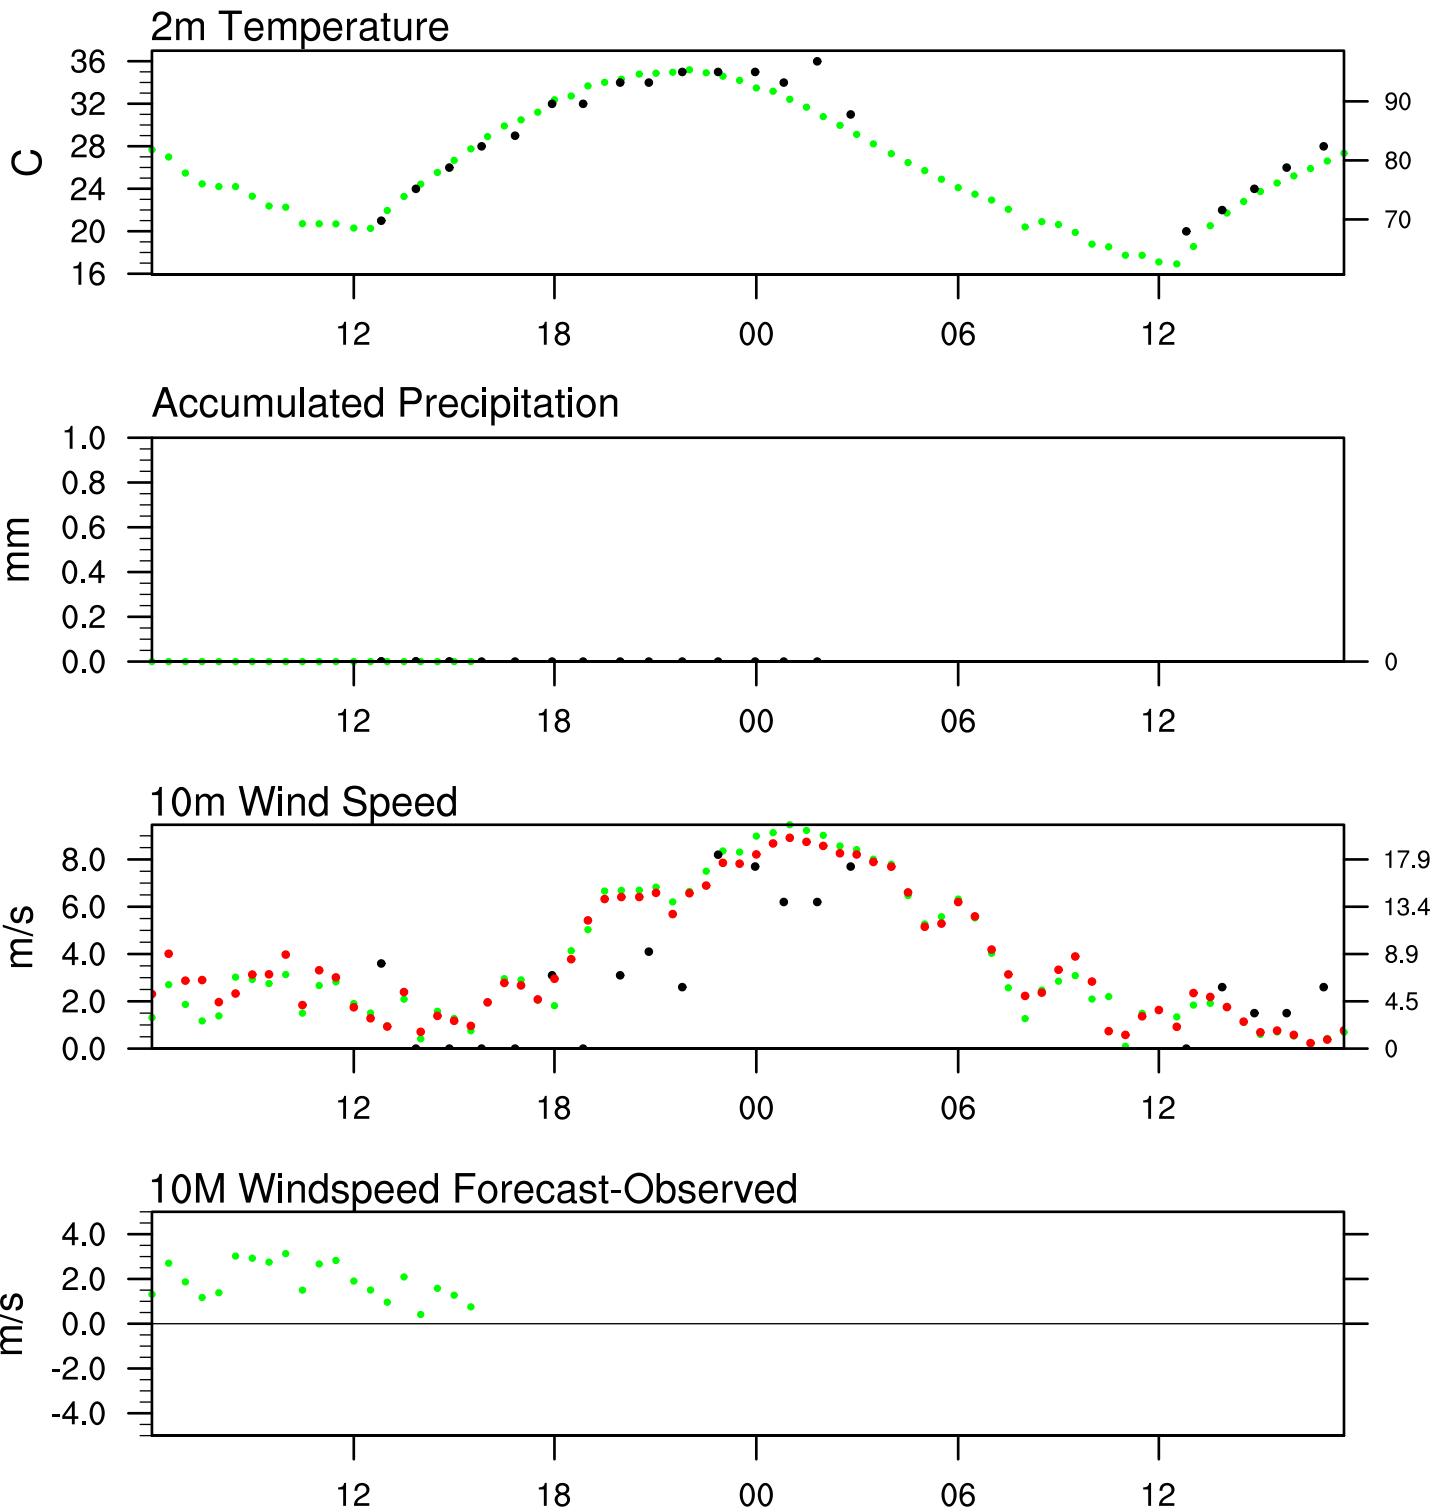 2m Temperature
36
32
28
24
20
16
C
90
80
70
12 18 00 06 12
Accumulated Precipitation
1.0
0.8
0.6
0.4
0.2
0.0
mm
0
12 18 00 06 12
10m Wind Speed
8.0
6.0
4.0
2.0
0.0
m/s
17.9
13.4
8.9
4.5
0
12 18 00 06 12
10M Windspeed Forecast-Observed
4.0
2.0
0.0
-2.0
-4.0
m/s
12 18 00 06 12